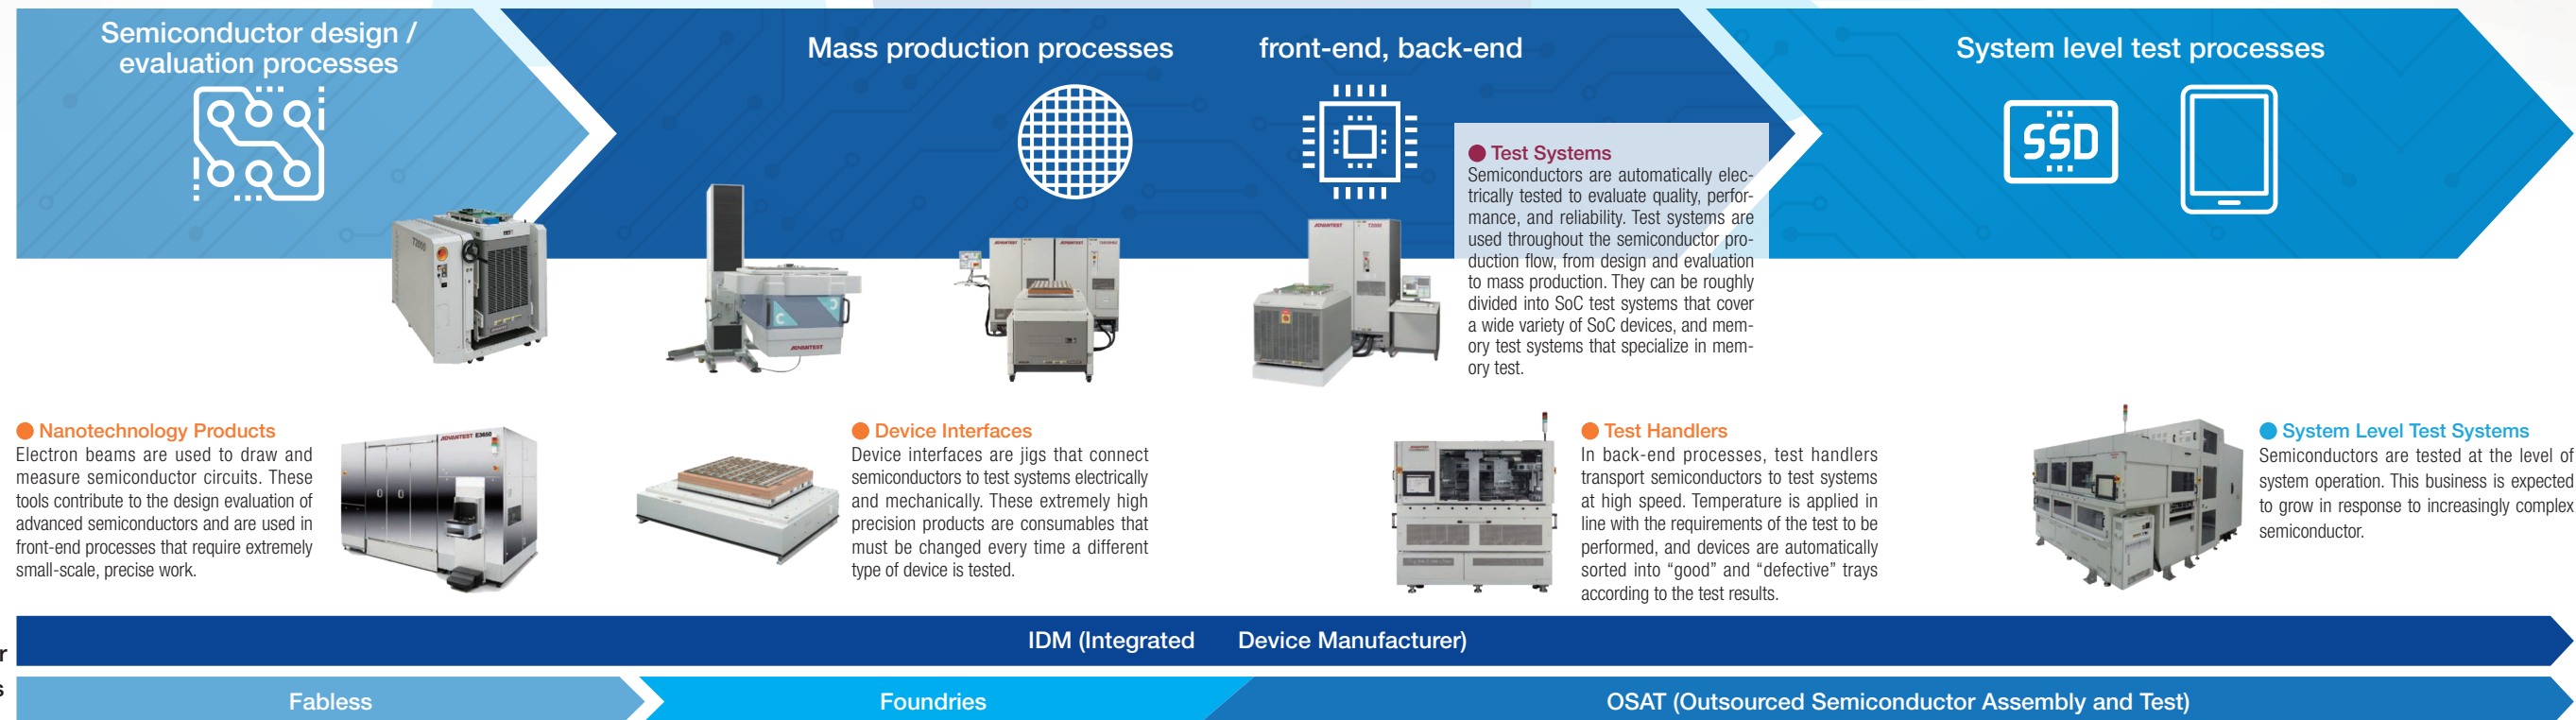 Semiconductor design /
evaluation processes
Mass production processes
front-end, back-end
System level test processes
SSD
Test Systems
Semiconductors are automatically elec-
trically tested to evaluate quality, perfor-
mance, and reliability. Test systems are
used throughout the semiconductor pro-
duction flow, from design and evaluation
to mass production. They can be roughly
divided into SoC test systems that cover
a wide variety of SoC devices, and mem-
ory test systems that specialize in mem-
ory test.
T2000
ADVANTEST
ADVANTEST
ADVANTEST
ADVANTEST T2000
Nanotechnology Products
Electron beams are used to draw and
measure semiconductor circuits. These
tools contribute to the design evaluation of
advanced semiconductors and are used in
front-end processes that require extremely
small-scale, precise work.
ADVANTEST E3650
Device Interfaces
Device interfaces are jigs that connect
semiconductors to test systems electrically
and mechanically. These extremely high
precision products are consumables that
must be changed every time a different
type of device is tested.
Test Handlers
In back-end processes, test handlers
transport semiconductors to test systems
at high speed. Temperature is applied in
line with the requirements of the test to be
performed, and devices are automatically
sorted into “good” and “defective” trays
according to the test results.
System Level Test Systems
Semiconductors are tested at the level of
system operation. This business is expected
to grow in response to increasingly complex
semiconductor.
IDM (Integrated Device Manufacturer)
r
s
Fabless
Foundries
OSAT (Outsourced Semiconductor Assembly and Test)